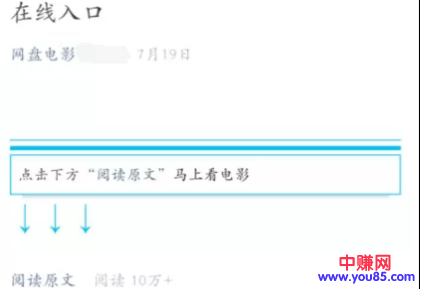 在线入口
网盘电影 7月19日
点击下方“阅读原文”马上看电影
阅读原文 阅读 10万+
中赚网
www.you85.com